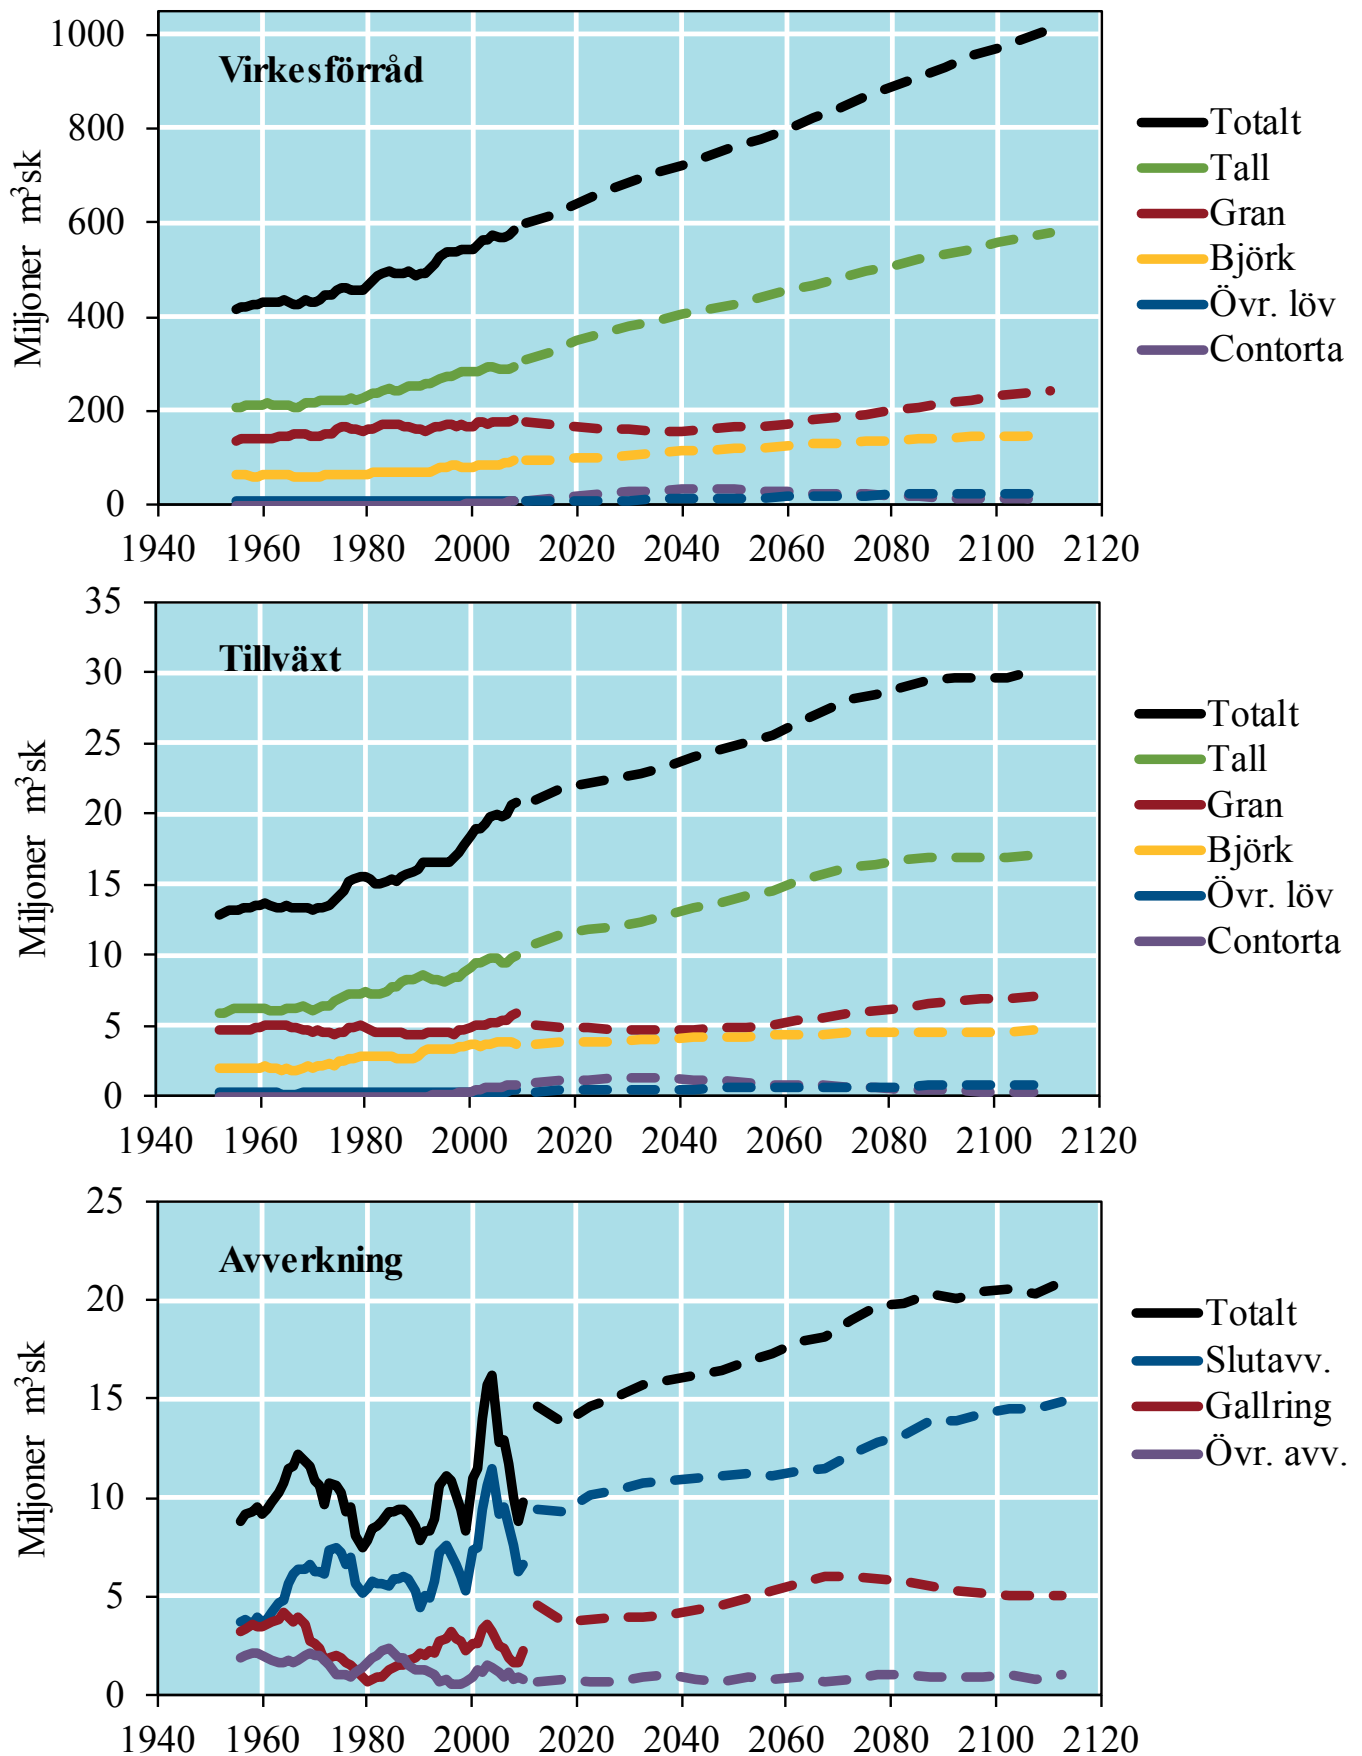 Virkesförråd
Miljoner m³sk
1000
800
600
400
200
0
1940 1960 1980 2000 2020 2040 2060 2080 2100 2120
Totalt
Tall
Gran
Björk
Övr. löv
Contorta
Tillväxt
Miljoner m³sk
35
30
25
20
15
10
5
0
1940 1960 1980 2000 2020 2040 2060 2080 2100 2120
Totalt
Tall
Gran
Björk
Övr. löv
Contorta
Avverkning
Miljoner m³sk
25
20
15
10
5
0
1940 1960 1980 2000 2020 2040 2060 2080 2100 2120
Totalt
Slutavv.
Gallring
Övr. avv.